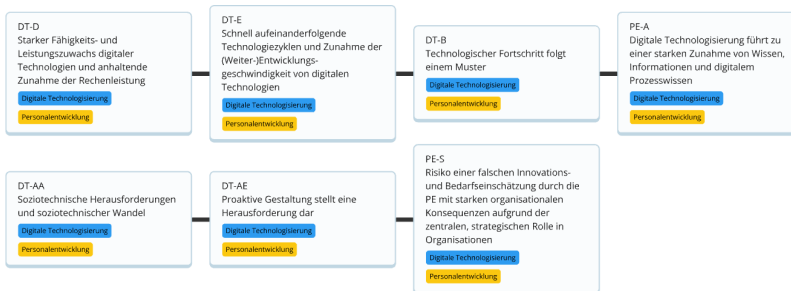 DT-D
Starker Fähigkeits- und
Leistungszuwachs digitaler
Technologien und anhaltende
Zunahme der Rechenleistung
Digitale Technologisierung
Personalentwicklung
DT-E
Schnell aufeinanderfolgende
Technologiezyklen und Zunahme der
(Weiter-)Entwicklungs-
geschwindigkeit von digitalen
Technologien
Digitale Technologisierung
Personalentwicklung
DT-B
Technologischer Fortschritt folgt
einem Muster
Digitale Technologisierung
Personalentwicklung
PE-A
Digitale Technologisierung führt zu
einer starken Zunahme von Wissen,
Informationen und digitalem
Prozesswissen
Digitale Technologisierung
Personalentwicklung
DT-AA
Soziotechnische Herausforderungen
und soziotechnischer Wandel
Digitale Technologisierung
Personalentwicklung
DT-AE
Proaktive Gestaltung stellt eine
Herausforderung dar
Digitale Technologisierung
Personalentwicklung
PE-S
Risiko einer falschen Innovations-
und Bedarfseinschätzung durch die
PE mit starken organisationalen
Konsequenzen aufgrund der
zentralen, strategischen Rolle in
Organisationen
Digitale Technologisierung
Personalentwicklung